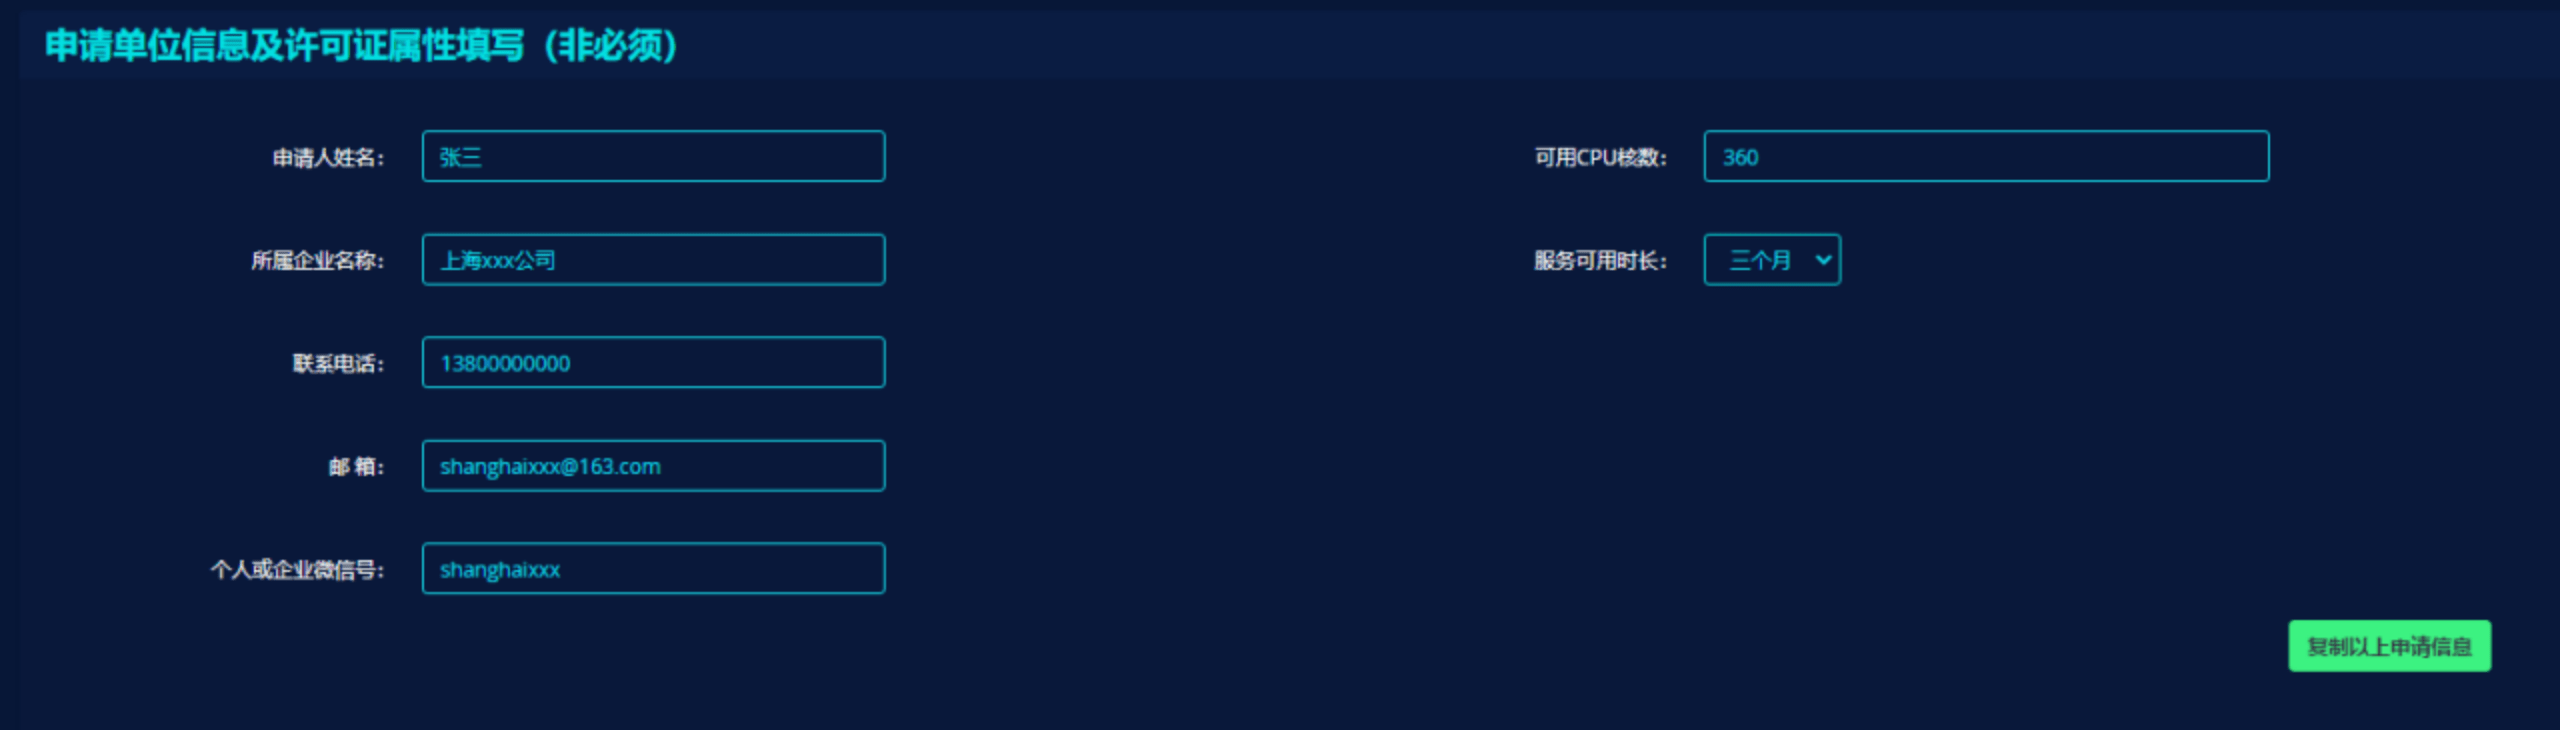 申请单位信息及许可证属性填写（非必须）
申请人姓名： 张三
可用CPU核数： 360
所属企业名称： 上海xxx公司
服务可用时长： 三个月
联系电话： 13800000000
邮 箱： shanghaixxx@163.com
个人或企业微信号： shanghaixxx
复制以上申请信息